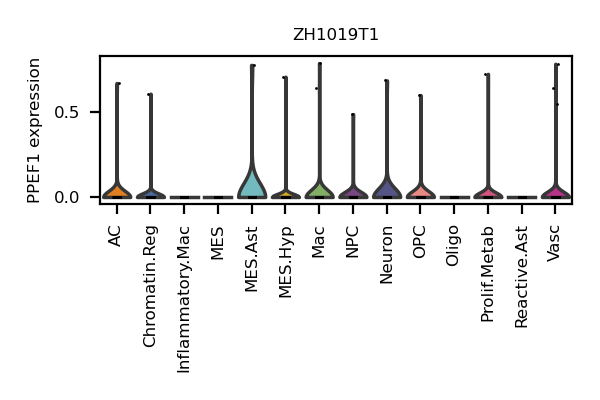 ZH1019T1
PPEF1 expression
0.5
0.0
AC
Chromatin.Reg
Inflammatory.Mac
MES
MES.Ast
MES.Hyp
Mac
NPC
Neuron
OPC
Oligo
Prolif.Metab
Reactive.Ast
Vasc